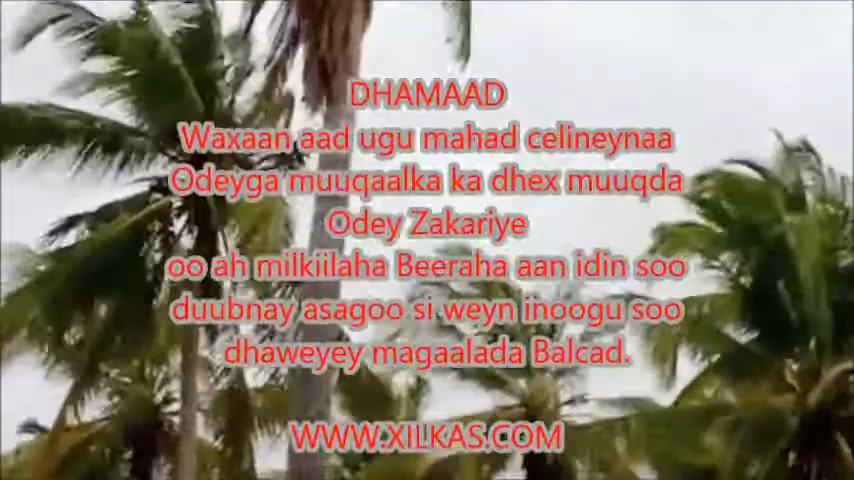 DHAMAAD
Waxaan aad ugu mahad celineynaa
Odeyga muuqaalka ka dhex muuqda
Odey Zakariye
oo ah milkiilaha Beeraha aan idin soo
duubnay asagoo si weyn inoogu soo
dhaweyey magaalada Balcad.
WWW.XILKAS.COM